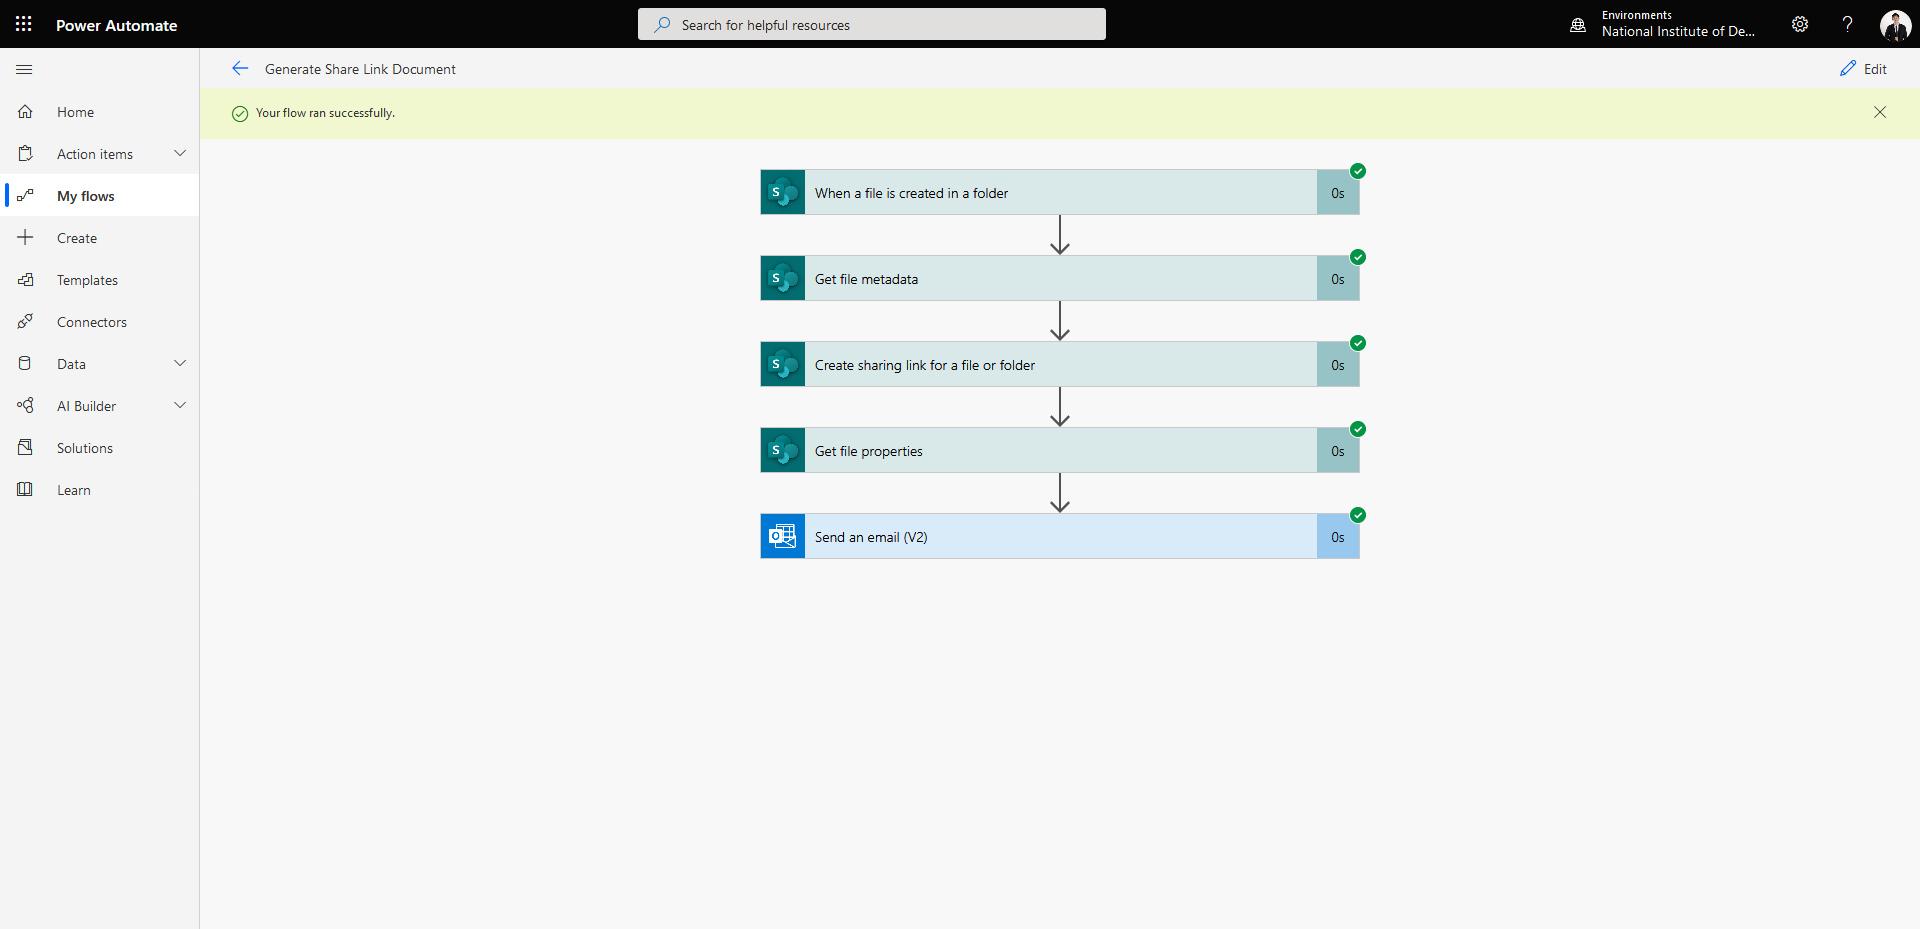 Power Automate
Search for helpful resources
Environments
National Institute of De...
Generate Share Link Document
Edit
Your flow ran successfully.
Home
Action items
My flows
Create
Templates
Connectors
Data
AI Builder
Solutions
Learn
When a file is created in a folder
0s
Get file metadata
0s
Create sharing link for a file or folder
0s
Get file properties
0s
Send an email (V2)
0s